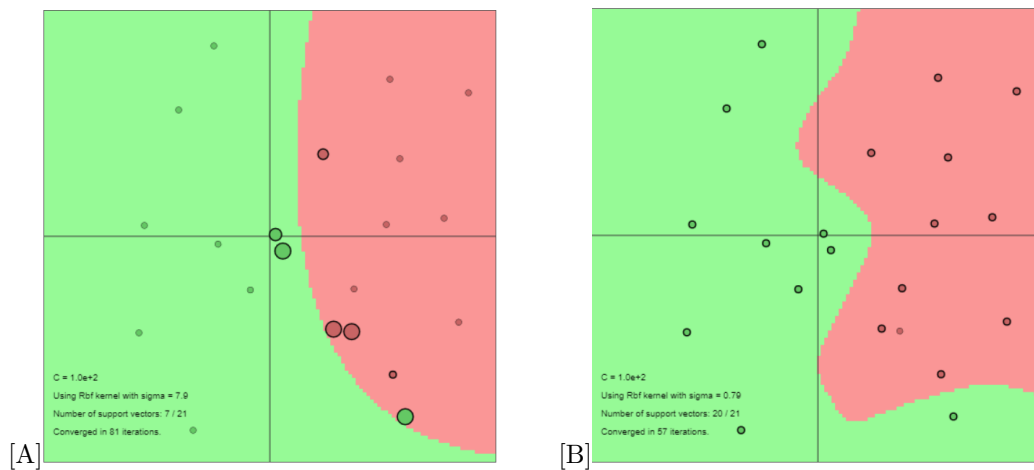 C = 1.0e+2
Using Rbf kernel with sigma = 7.9
Number of support vectors: 7 / 21
Converged in 81 iterations.
[A]
C = 1.0e+2
Using Rbf kernel with sigma = 0.79
Number of support vectors: 20 / 21
Converged in 57 iterations.
[B]